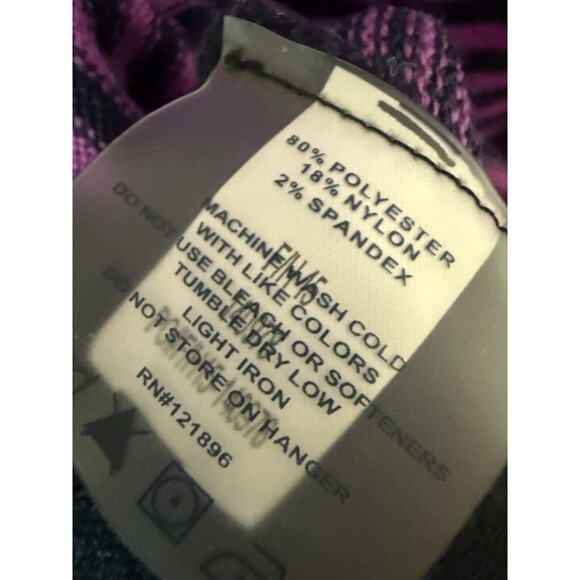 80% POLYESTER
18% NYLON
2% SPANDEX
MACHINE WASH COLD
WITH LIKE COLORS
DO NOT USE BLEACH OR SOFTENERS
TUMBLE DRY LOW
LIGHT IRON
DO NOT STORE ON HANGER
RN#121896